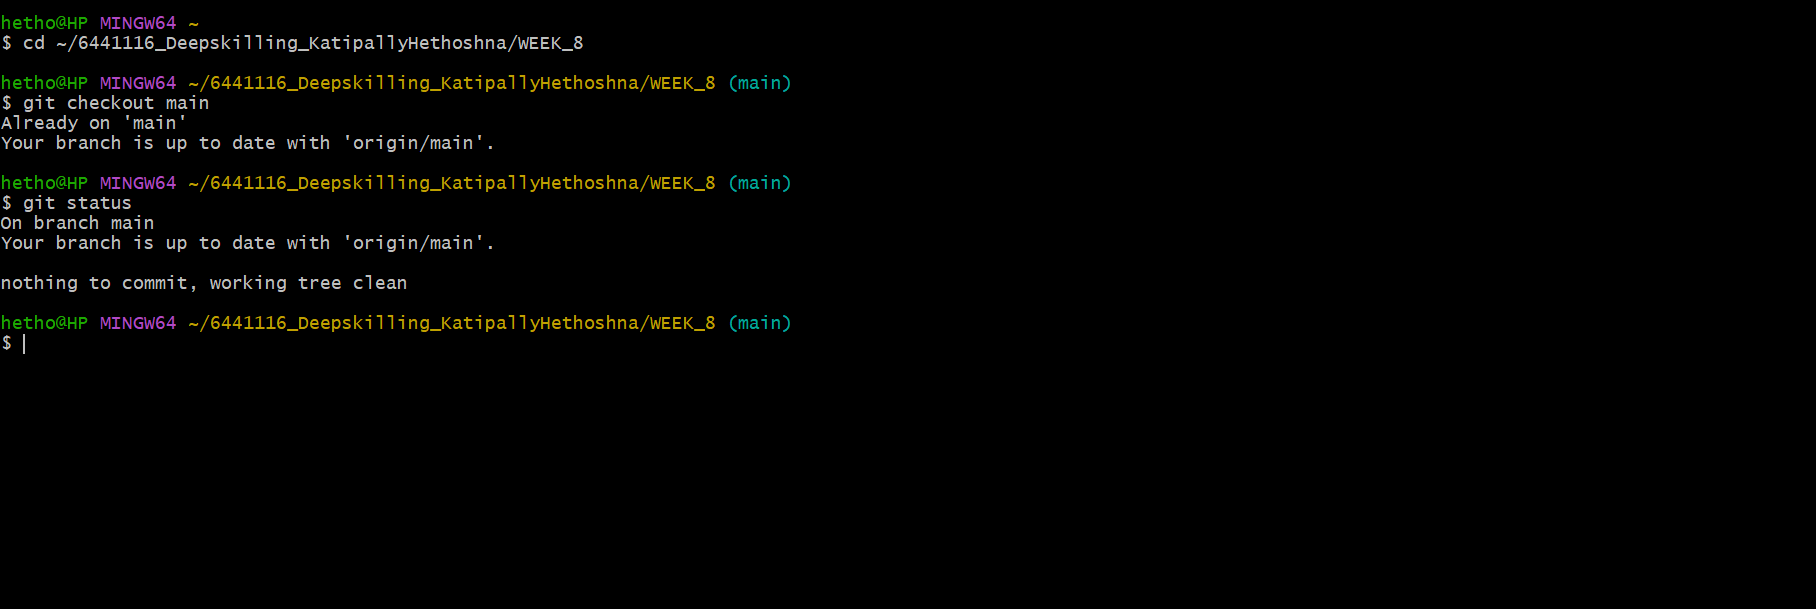 hetho@HP MINGW64 ~
$ cd ~/6441116_Deepskilling_KatipallyHethoshna/WEEK_8
hetho@HP MINGW64 ~/6441116_Deepskilling_KatipallyHethoshna/WEEK_8 (main)
$ git checkout main
Already on 'main'
Your branch is up to date with 'origin/main'.
hetho@HP MINGW64 ~/6441116_Deepskilling_KatipallyHethoshna/WEEK_8 (main)
$ git status
On branch main
Your branch is up to date with 'origin/main'.
nothing to commit, working tree clean
hetho@HP MINGW64 ~/6441116_Deepskilling_KatipallyHethoshna/WEEK_8 (main)
$